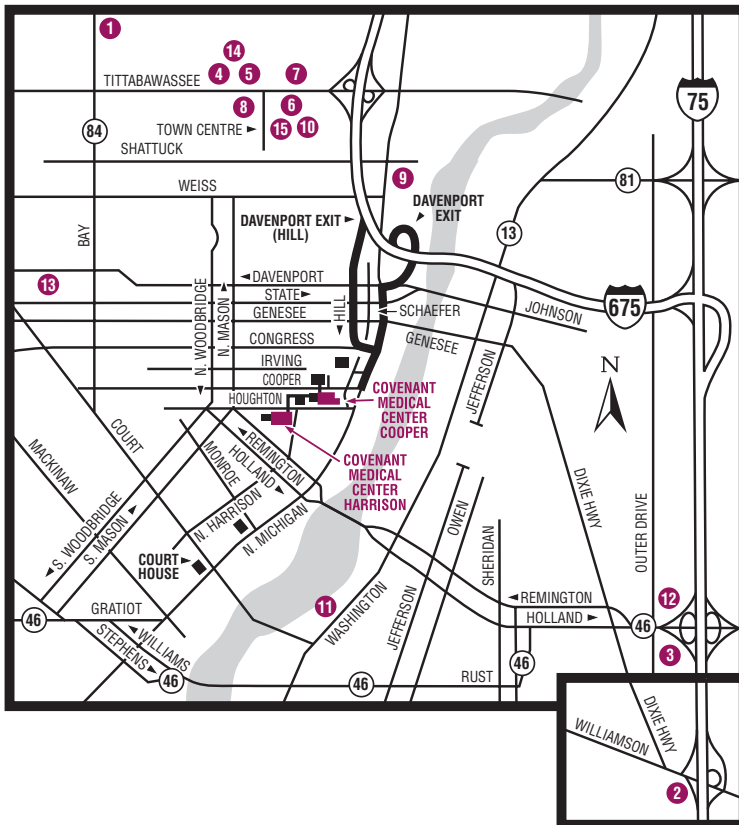 1
14
4
5
7
TITTABAWASSEE
8
6
75
84
TOWN CENTRE
15
10
SHATTUCK
9
81
WEISS
DAVENPORT
EXIT
DAVENPORT EXIT
(HILL)
BAY
13
13
DAVENPORT
STATE
GENESEE
N. WOODBRIDGE
N. MASON
HILL
SCHAEFER
JOHNSON
675
CONGRESS
GENESEE
IRVING
COOPER
HOUGHTON
JEFFERSON
N
COVENANT
MEDICAL
CENTER
COOPER
COURT
MACKINAW
REMINGTON
HOLLAND
MONROE
COVENANT
MEDICAL
CENTER
HARRISON
S. WOODBRIDGE
S. MASON
N. HARRISON
N. MICHIGAN
OWEN
DIXIE HWY
OUTER DRIVE
SHERIDAN
COURT
HOUSE
11
WASHINGTON
JEFFERSON
REMINGTON
HOLLAND
12
46
46
GRATIOT
STEPHENS
WILLIAMS
46
46
46
RUST
3
DIXIE HWY
WILLIAMSON
2